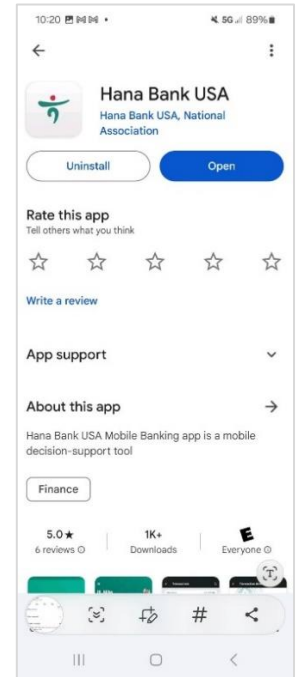 10:20
5G 89%
Hana Bank USA
Hana Bank USA, National
Association
Uninstall
Open
Rate this app
Tell others what you think
Write a review
App support
About this app
Hana Bank USA Mobile Banking app is a mobile
decision-support tool
Finance
5.0★ 1K+ E
6 reviews Downloads Everyone
T
#